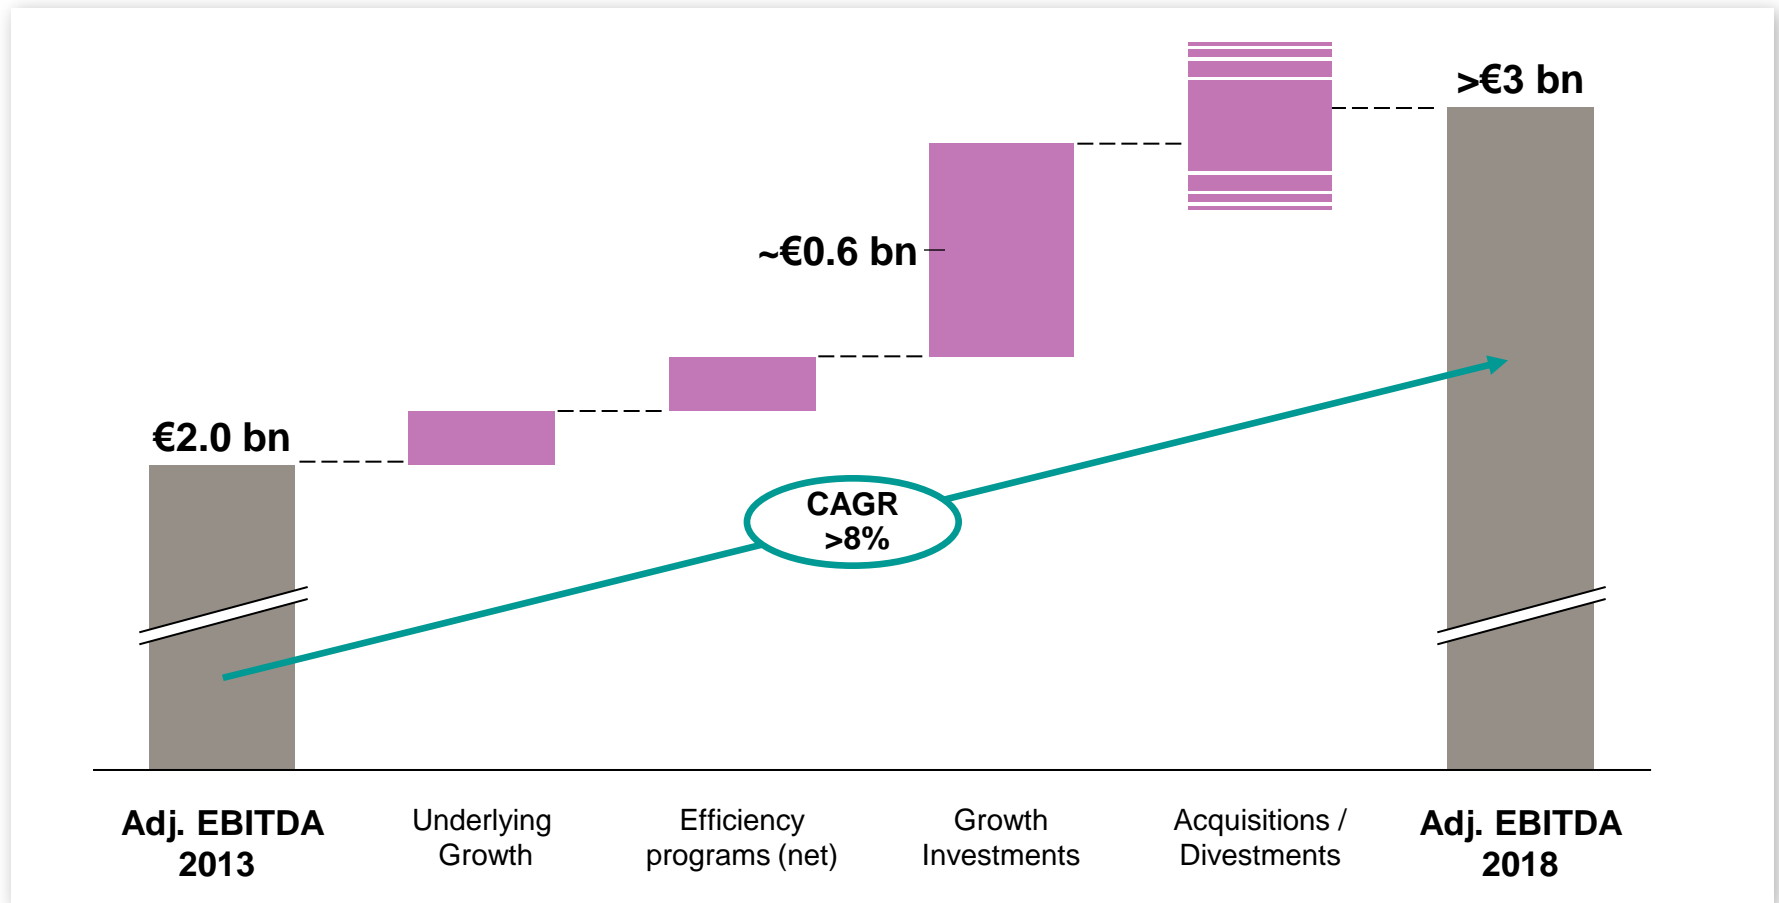 >€3 bn
~€0.6 bn
€2.0 bn
CAGR
>8%
Adj. EBITDA
2013
Underlying
Growth
Efficiency
programs (net)
Growth
Investments
Acquisitions /
Divestments
Adj. EBITDA
2018